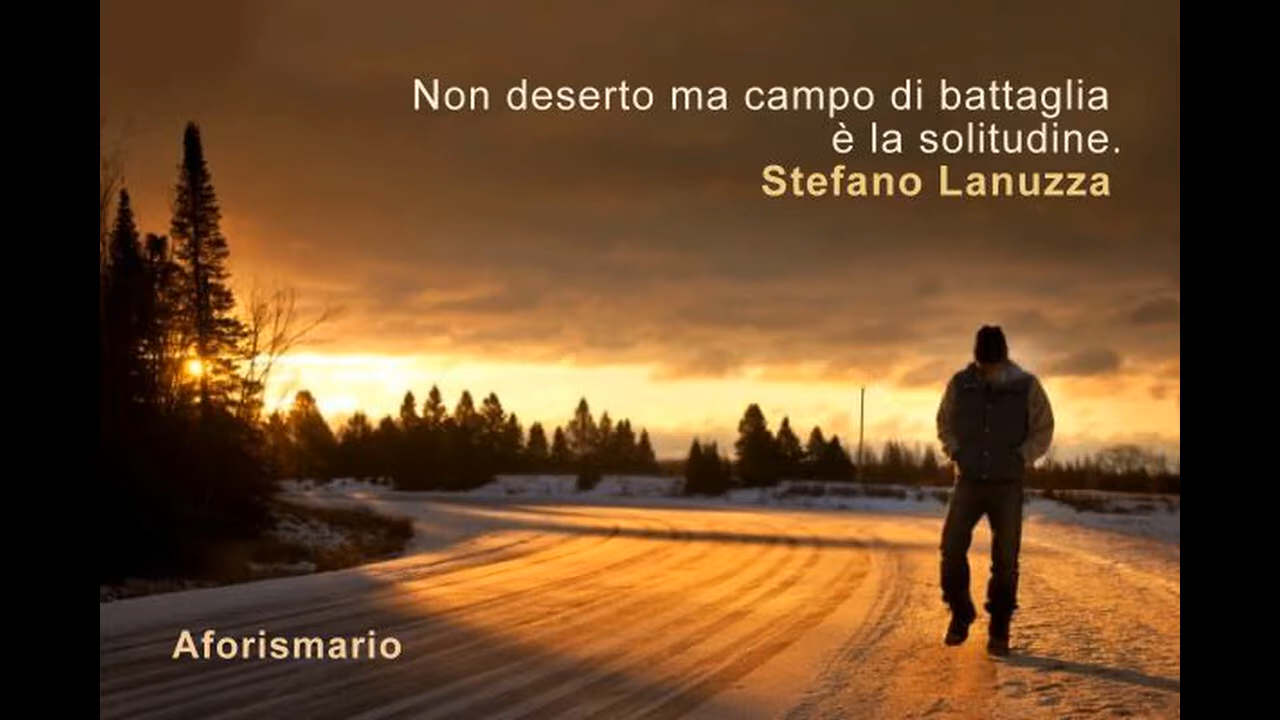 Non deserto ma campo di battaglia
è la solitudine.
Stefano Lanuzza
Aforismario